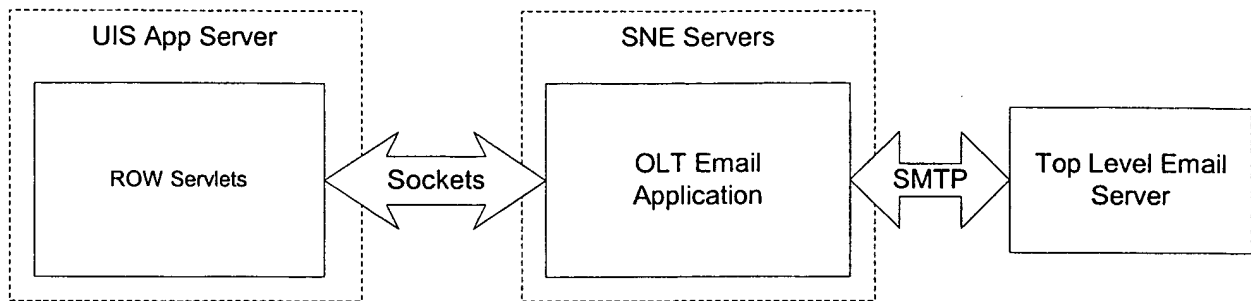 UIS App Server
SNE Servers
ROW Servlets
Sockets
OLT Email
Application
SMTP
Top Level Email
Server